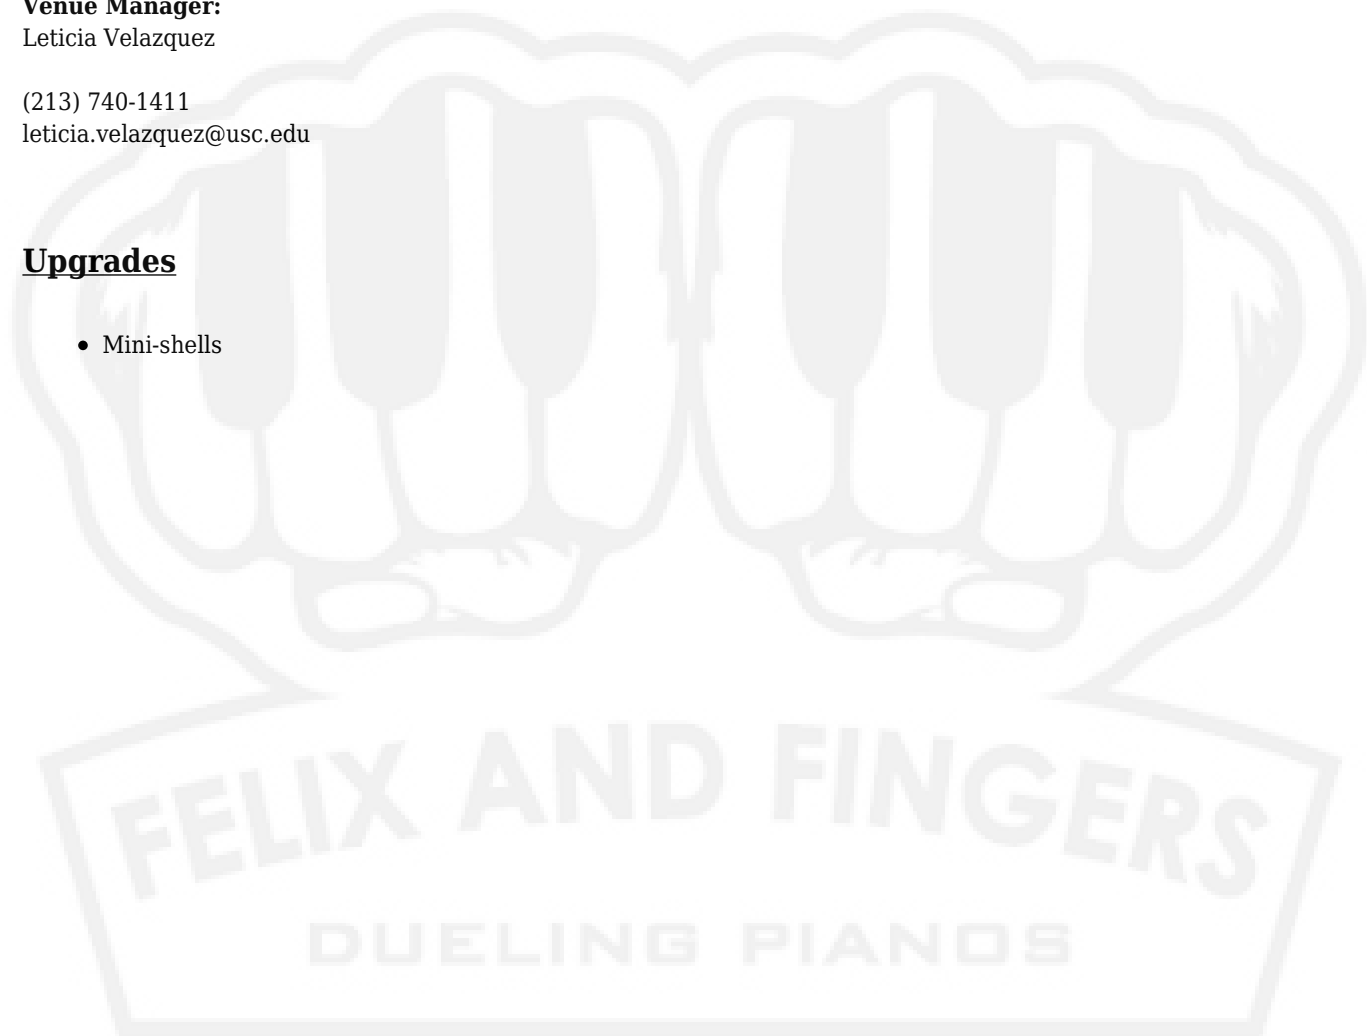 Venue Manager:
Leticia Velazquez
(213) 740-1411
leticia.velazquez@usc.edu
Upgrades
• Mini-shells
FELIX AND FINGERS
DUELING PIANOS